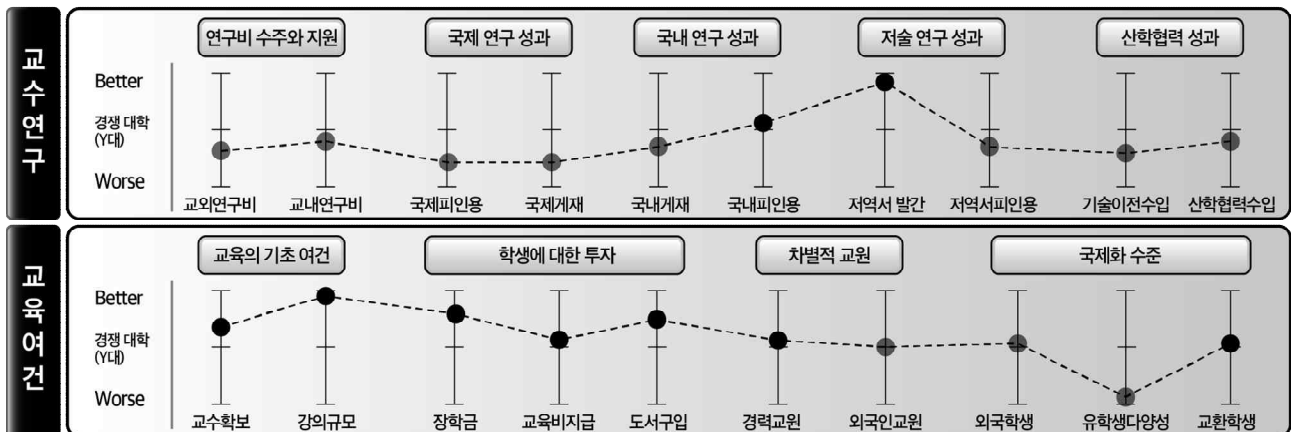 교수연구
연구비 수주와 지원 국제 연구 성과 국내 연구 성과 저술 연구 성과 산학협력 성과
Better
경쟁 대학
(Y대)
Worse
교외연구비 교내연구비 국제피인용 국제게재 국내게재 국내피인용 저역서 발간 저역서피인용 기술이전수입 산학협력수입
교육여건
교육의 기초 여건 학생에 대한 투자 차별적 교원 국제화 수준
Better
경쟁 대학
(Y대)
Worse
교수확보 강의규모 장학금 교육비지급 도서구입 경력교원 외국인교원 외국학생 유학생다양성 교환학생